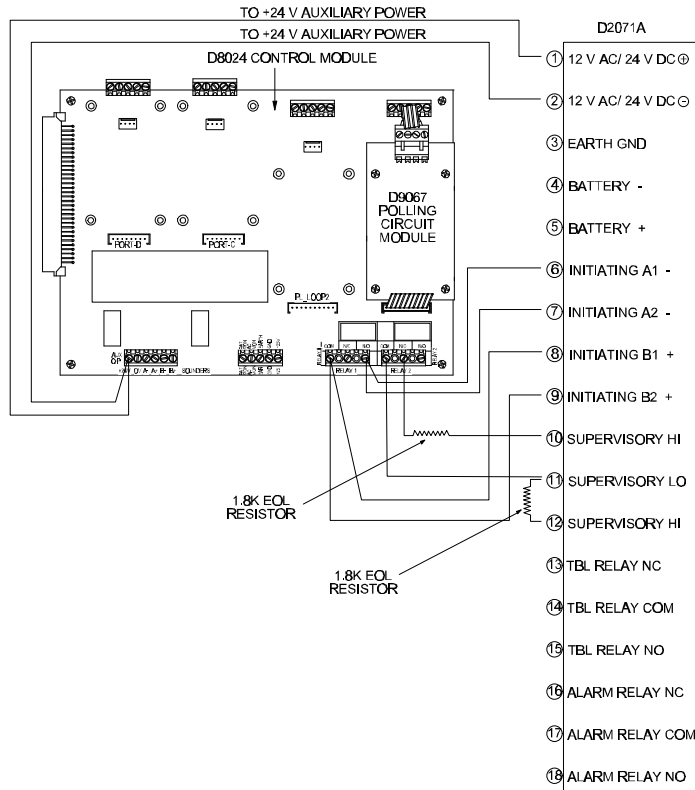 TO +24 V AUXILIARY POWER
TO +24 V AUXILIARY POWER
D8024 CONTROL MODULE
D2071A
1 12 V AC/ 24 V DC ⊕
2 12 V AC/ 24 V DC ⊖
3 EARTH GND
4 BATTERY -
5 BATTERY +
6 INITIATING A1 -
7 INITIATING A2 -
8 INITIATING B1 +
9 INITIATING B2 +
10 SUPERVISORY HI
11 SUPERVISORY LO
12 SUPERVISORY HI
13 TBL RELAY NC
14 TBL RELAY COM
15 TBL RELAY NO
16 ALARM RELAY NC
17 ALARM RELAY COM
18 ALARM RELAY NO
D9067
POLLING
CIRCUIT
MODULE
PORT-D
PORT-C
COM N/C N/O COM N/C N/O
RELAY 1
RELAY 2
SOUNDERS
1.8K EOL
RESISTOR
1.8K EOL
RESISTOR